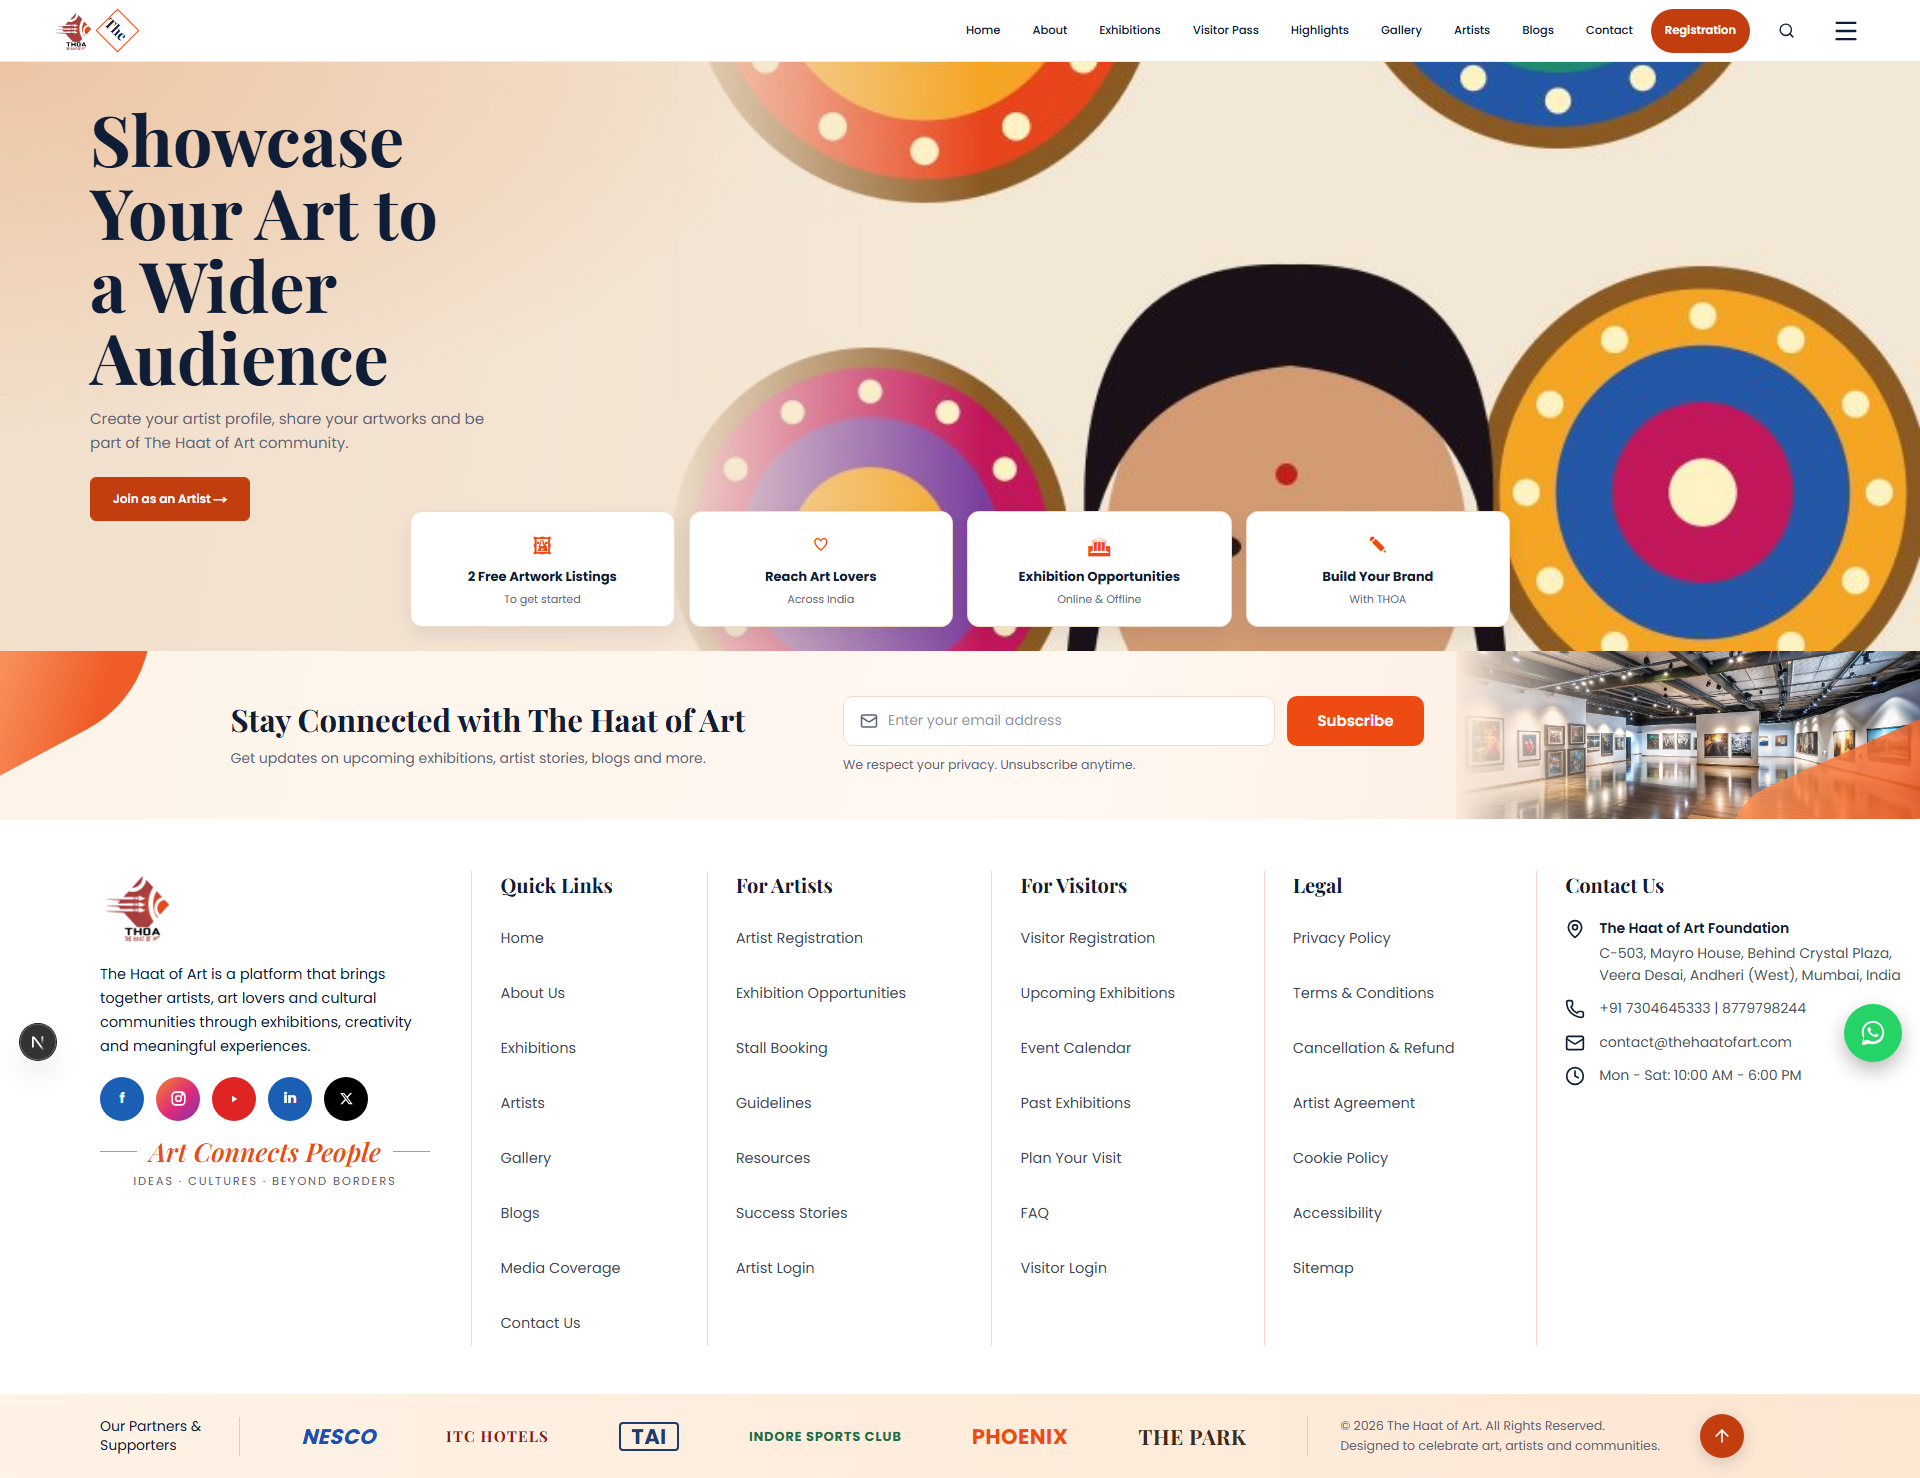 THOA
The
Home
About
Exhibitions
Visitor Pass
Highlights
Gallery
Artists
Blogs
Contact
Registration
Showcase
Your Art to
a Wider
Audience
Create your artist profile, share your artworks and be
part of The Haat of Art community.
Join as an Artist →
2 Free Artwork Listings
To get started
Reach Art Lovers
Across India
Exhibition Opportunities
Online & Offline
Build Your Brand
With THOA
Stay Connected with The Haat of Art
Get updates on upcoming exhibitions, artist stories, blogs and more.
Enter your email address
Subscribe
We respect your privacy. Unsubscribe anytime.
THOA
THE HAAT OF
The Haat of Art is a platform that brings
together artists, art lovers and cultural
communities through exhibitions, creativity
and meaningful experiences.
N
f
in
X
Art Connects People
IDEAS · CULTURES · BEYOND BORDERS
Quick Links
Home
About Us
Exhibitions
Artists
Gallery
Blogs
Media Coverage
Contact Us
For Artists
Artist Registration
Exhibition Opportunities
Stall Booking
Guidelines
Resources
Success Stories
Artist Login
For Visitors
Visitor Registration
Upcoming Exhibitions
Event Calendar
Past Exhibitions
Plan Your Visit
FAQ
Visitor Login
Legal
Privacy Policy
Terms & Conditions
Cancellation & Refund
Artist Agreement
Cookie Policy
Accessibility
Sitemap
Contact Us
The Haat of Art Foundation
C-503, Mayro House, Behind Crystal Plaza,
Veera Desai, Andheri (West), Mumbai, India
+91 7304645333 | 8779798244
contact@thehaatofart.com
Mon - Sat: 10:00 AM - 6:00 PM
Our Partners &
Supporters
NESCO
ITC HOTELS
TAI
INDORE SPORTS CLUB
PHOENIX
THE PARK
© 2026 The Haat of Art. All Rights Reserved.
Designed to celebrate art, artists and communities.